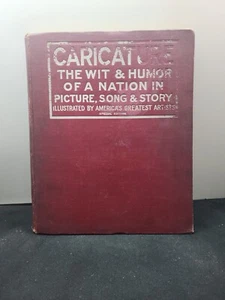 CARICATURE
THE WIT & HUMOR
OF A NATION IN
PICTURE, SONG & STORY
ILLUSTRATED BY AMERICA'S GREATEST ARTISTS
SPECIAL EDITION